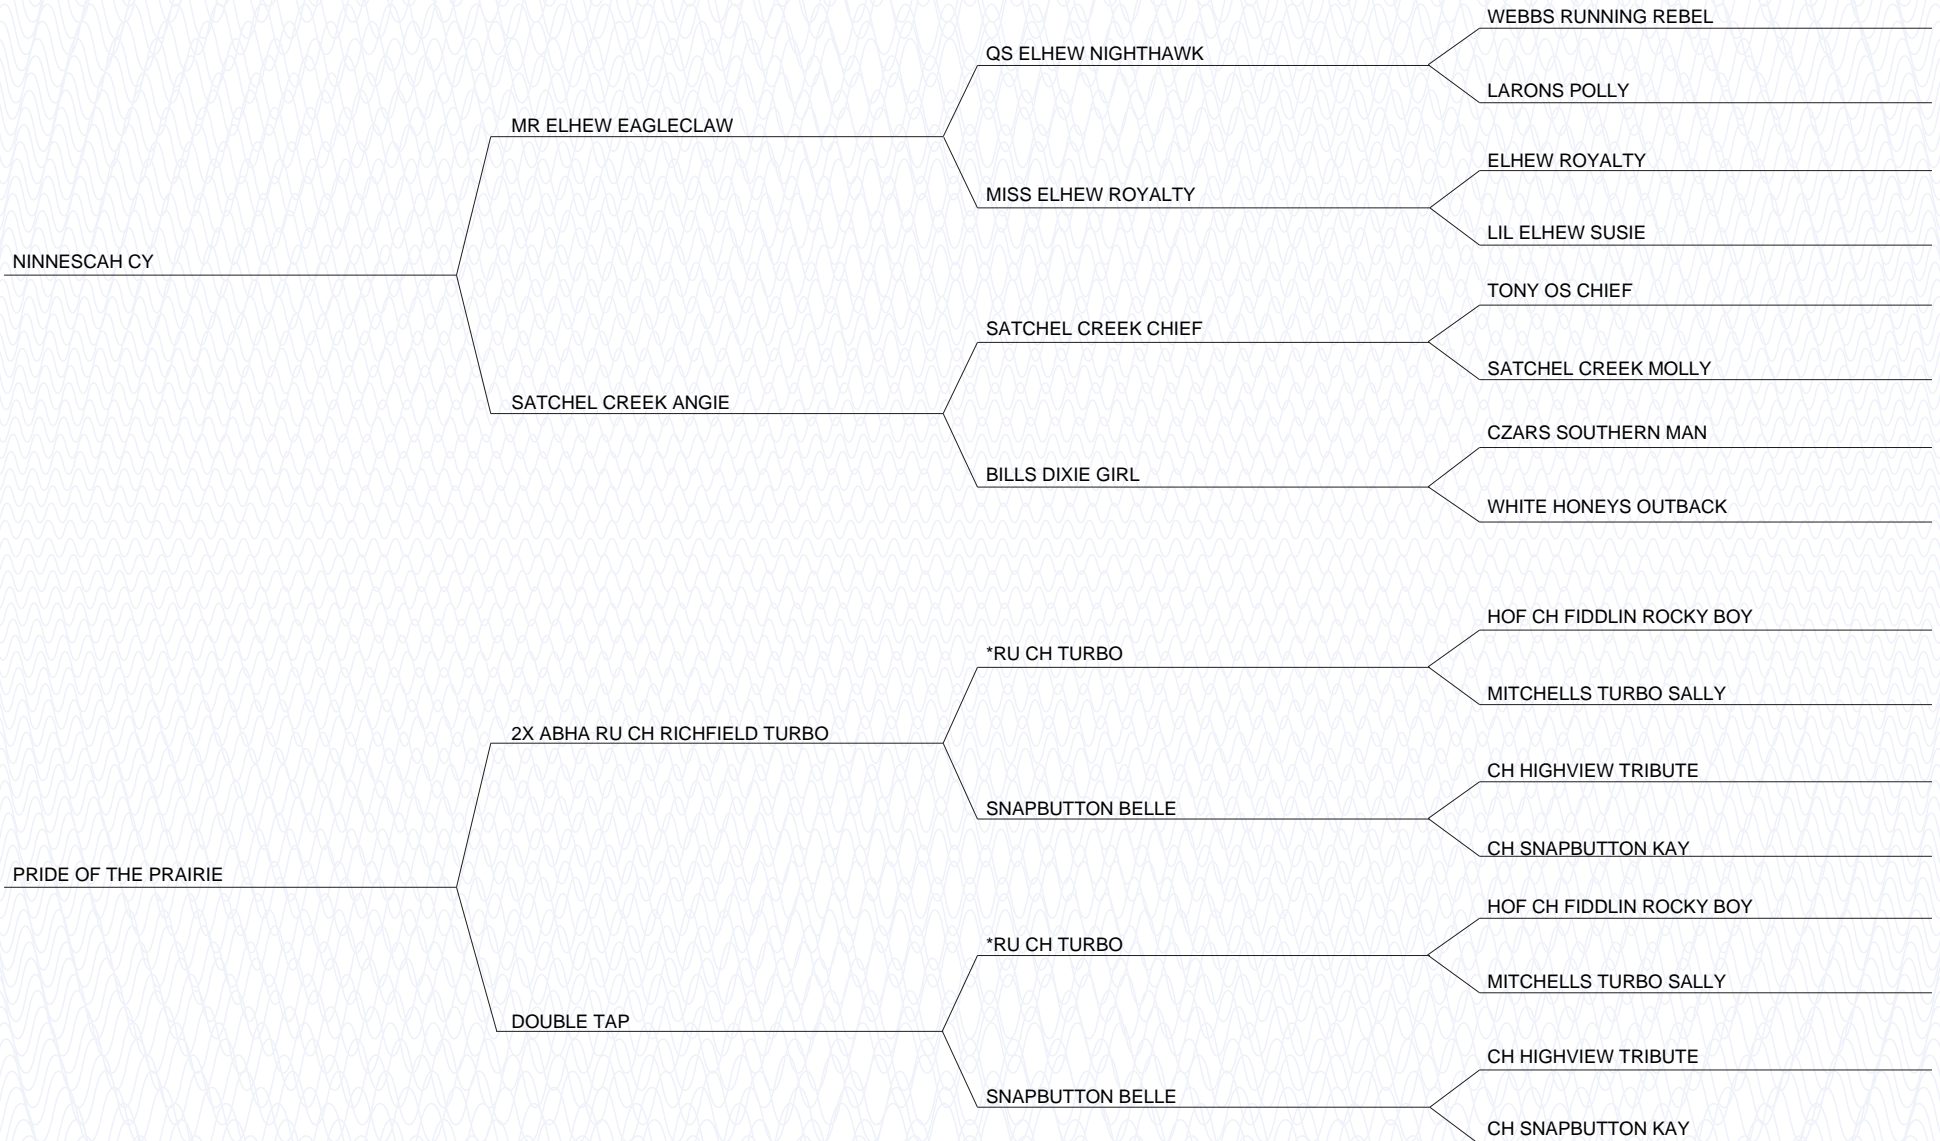 WEBBS RUNNING REBEL
QS ELHEW NIGHTHAWK
LARONS POLLY
MR ELHEW EAGLECLAW
ELHEW ROYALTY
MISS ELHEW ROYALTY
LIL ELHEW SUSIE
NINNESCAH CY
TONY OS CHIEF
SATCHEL CREEK CHIEF
SATCHEL CREEK MOLLY
SATCHEL CREEK ANGIE
CZARS SOUTHERN MAN
BILLS DIXIE GIRL
WHITE HONEYS OUTBACK
HOF CH FIDDLIN ROCKY BOY
*RU CH TURBO
MITCHELLS TURBO SALLY
2X ABHA RU CH RICHFIELD TURBO
CH HIGHVIEW TRIBUTE
SNAPBUTTON BELLE
CH SNAPBUTTON KAY
PRIDE OF THE PRAIRIE
HOF CH FIDDLIN ROCKY BOY
*RU CH TURBO
MITCHELLS TURBO SALLY
DOUBLE TAP
CH HIGHVIEW TRIBUTE
SNAPBUTTON BELLE
CH SNAPBUTTON KAY